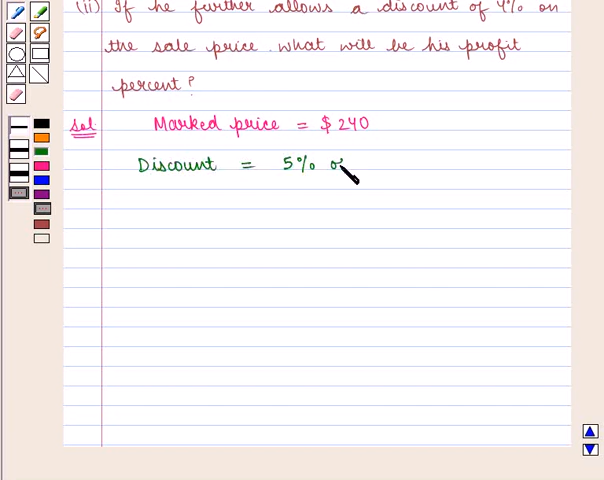 (ii) If he further allows a discount of 4% on
the sale price. what will be his profit
percent?
Sol. Marked price = $ 240
Discount = 5% o